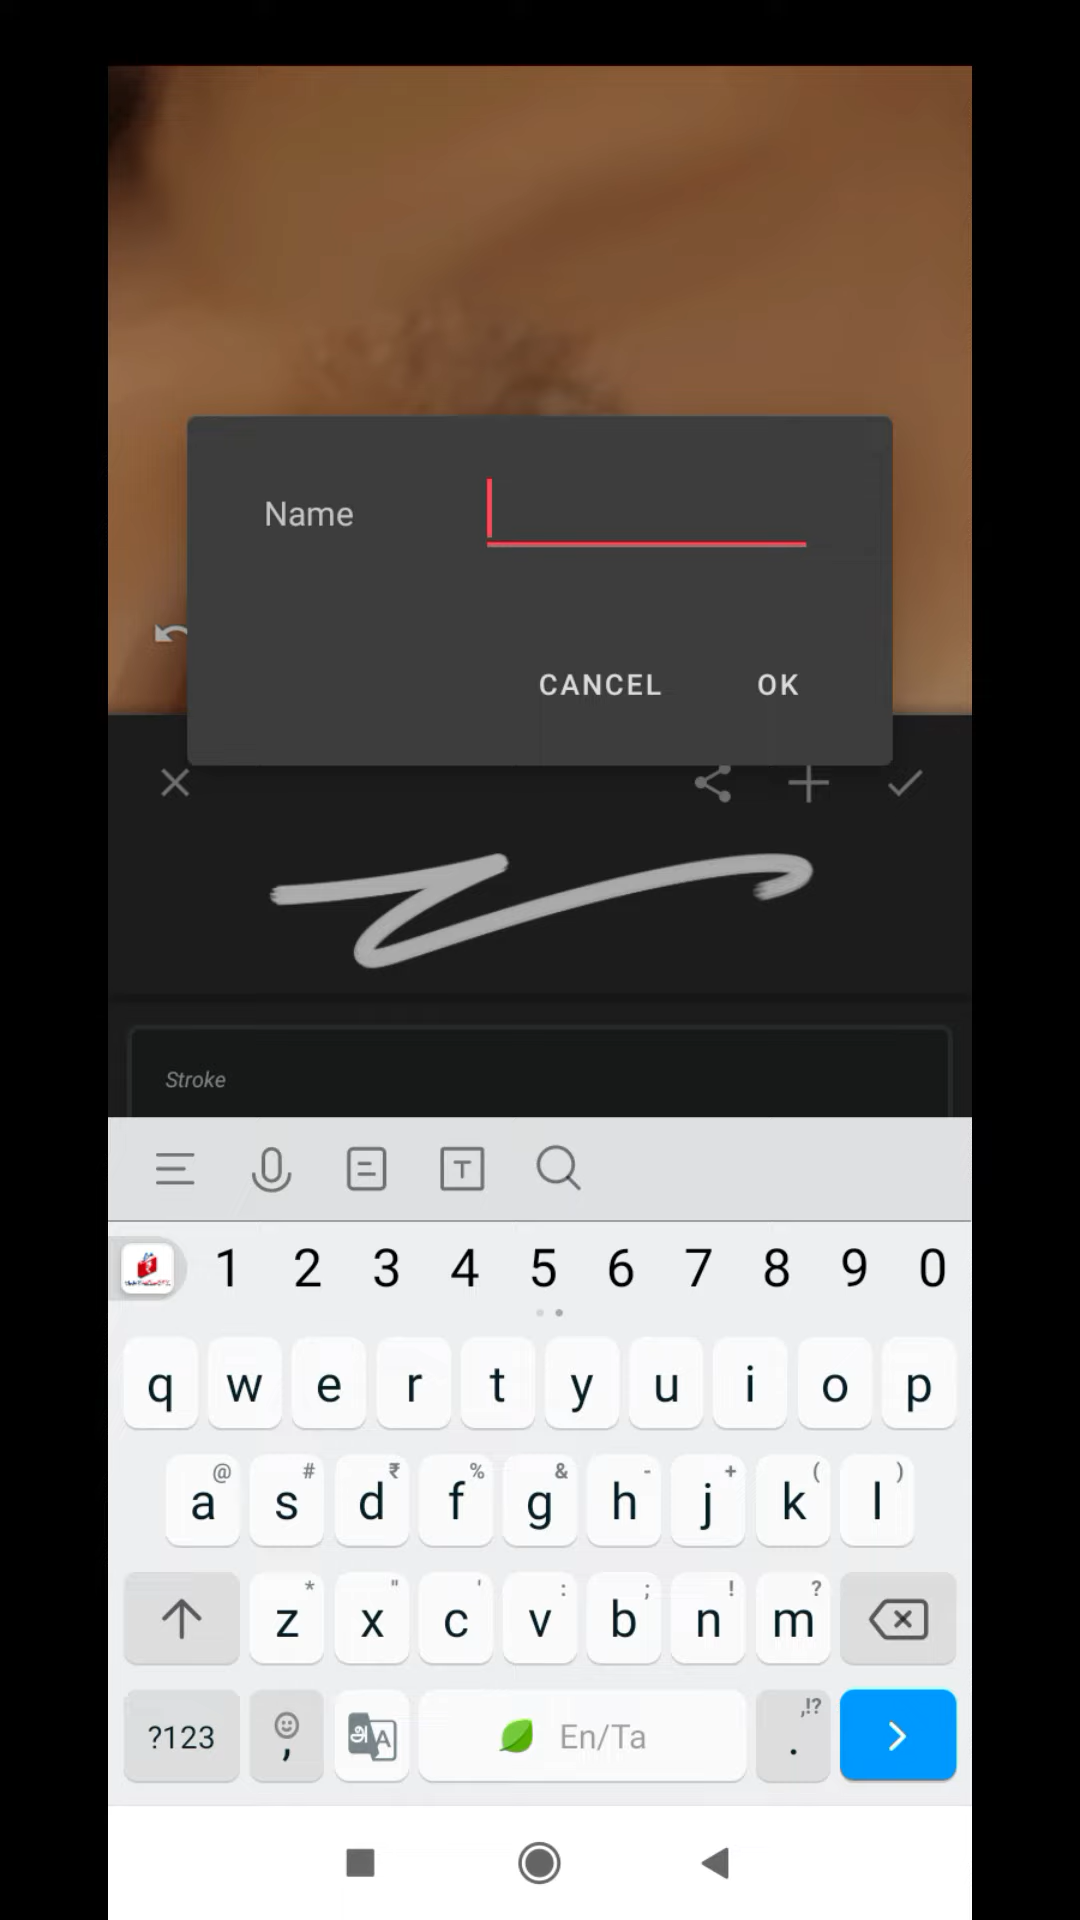 Name
CANCEL OK
Stroke
T
1 2 3 4 5 6 7 8 9 0
q w e r t y u i o p
@ # ₹ % & - + ( )
a s d f g h j k l
* " ' : ; ! ?
z x c v b n m
?123 , அ A En/Ta ,!? .